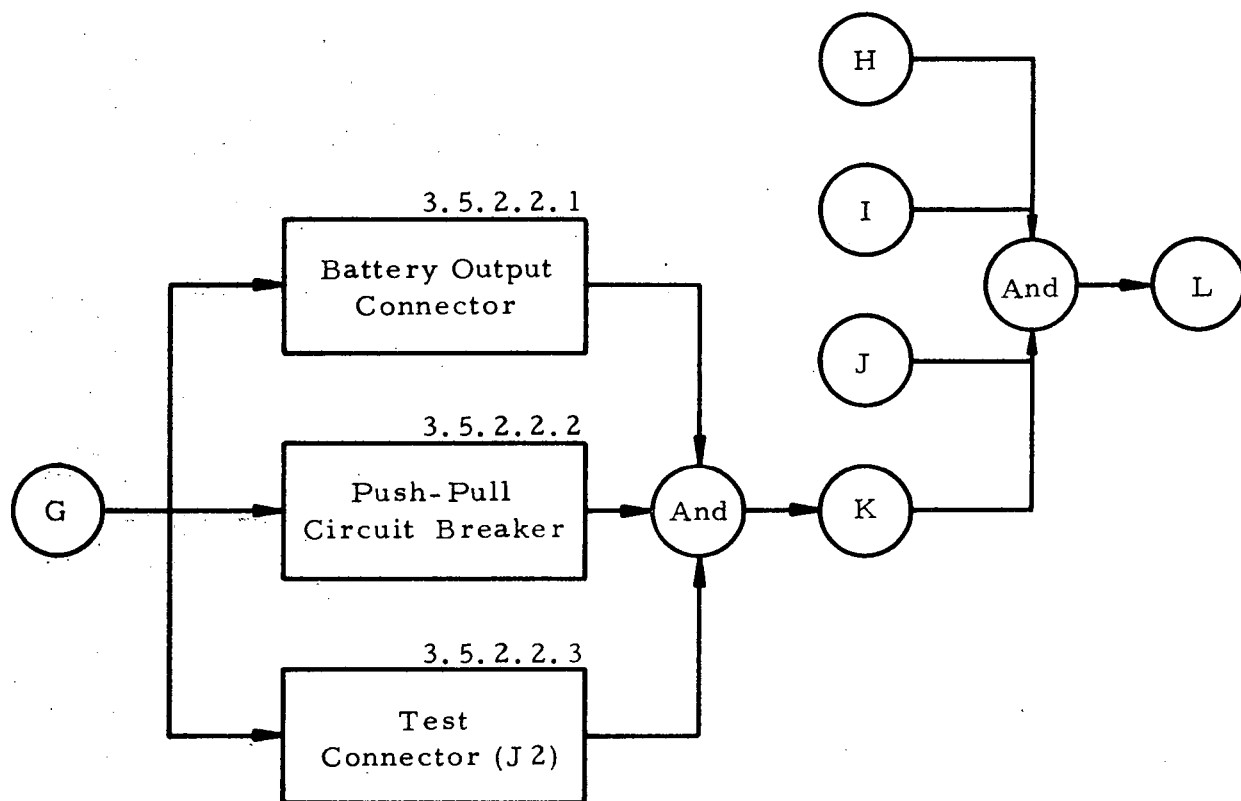 H
3.5.2.2.1
I
Battery Output
Connector
And
L
J
3.5.2.2.2
G
Push-Pull
Circuit Breaker
And
K
3.5.2.2.3
Test
Connector (J2)